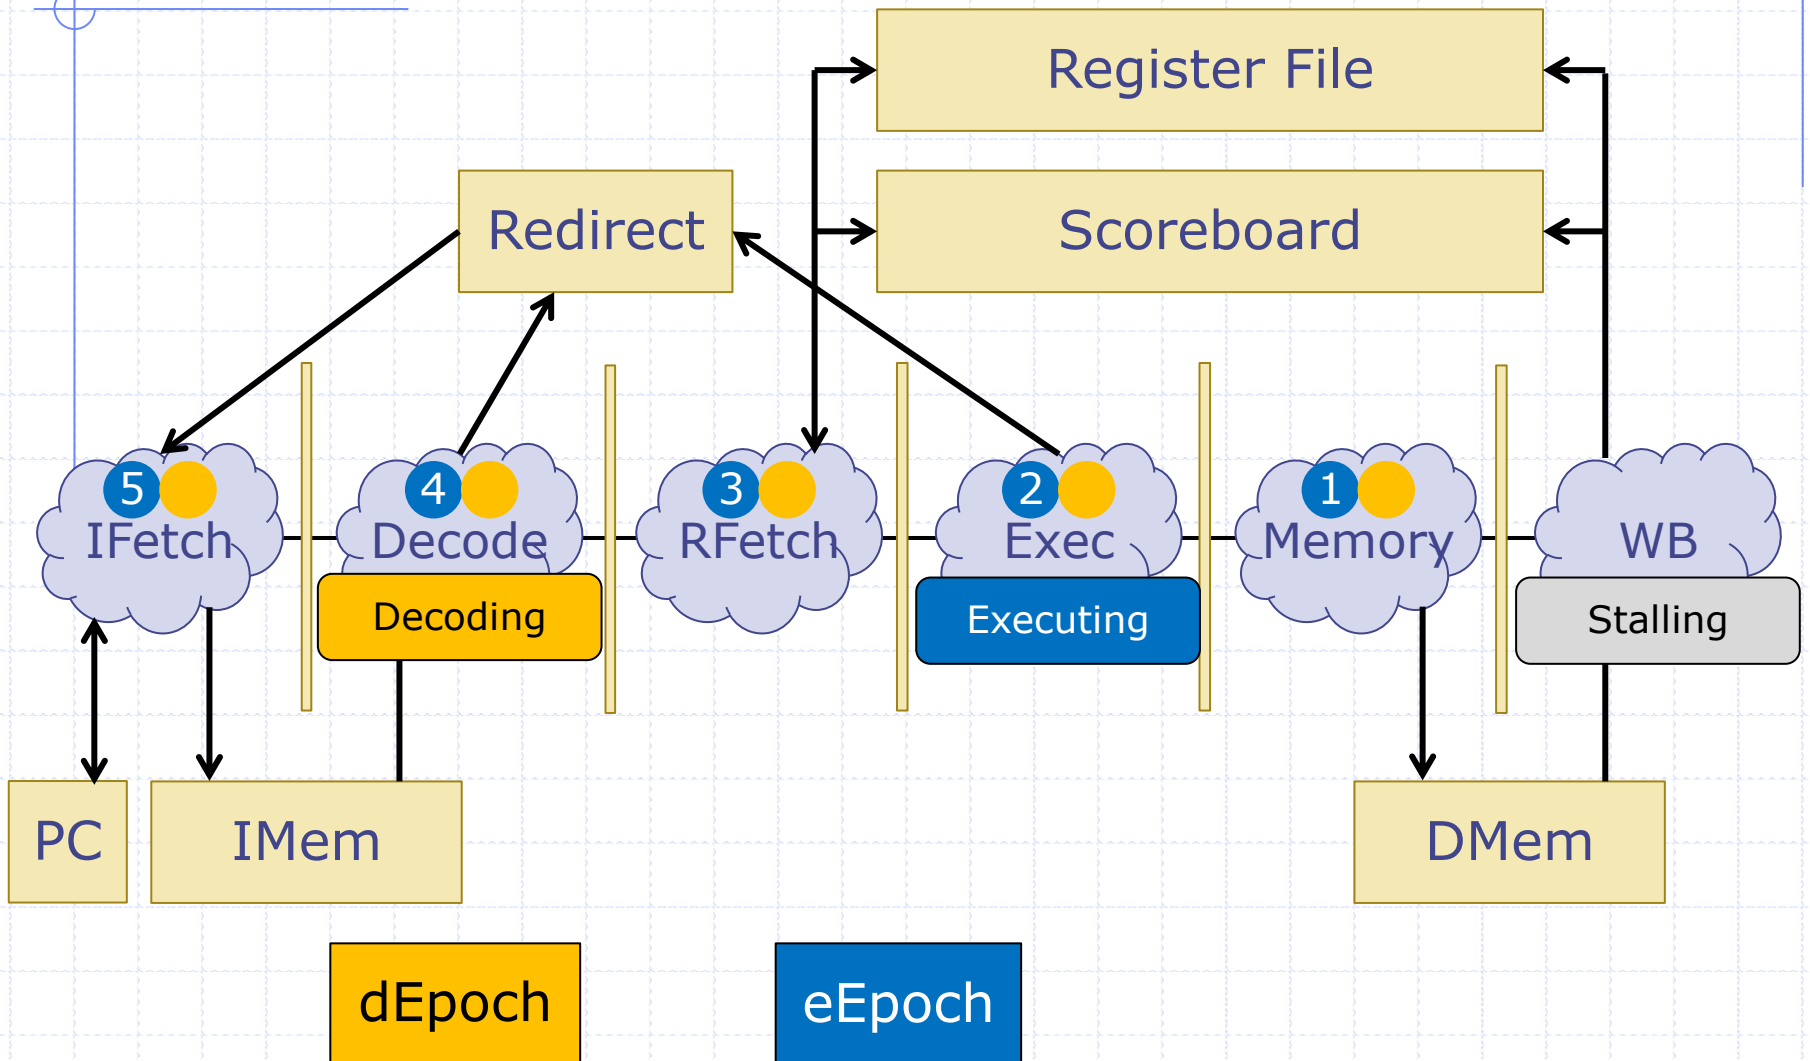 Register File
Redirect
Scoreboard
5
4
3
2
1
IFetch
Decode
RFetch
Exec
Memory
WB
Decoding
Executing
Stalling
PC
IMem
DMem
dEpoch
eEpoch